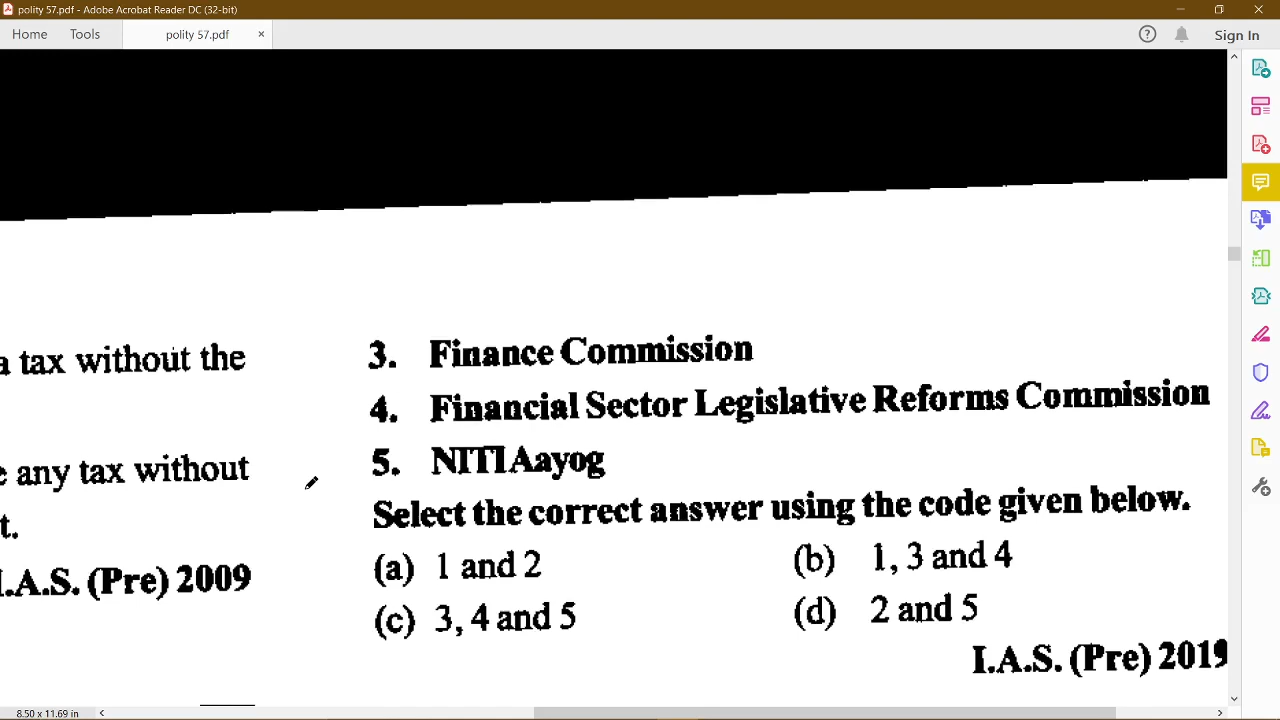 polity 57.pdf - Adobe Acrobat Reader DC (32-bit)
Home Tools polity 57.pdf × Sign In
a tax without the
any tax without
t.
I.A.S. (Pre) 2009
3. Finance Commission
4. Financial Sector Legislative Reforms Commission
5. NITI Aayog
Select the correct answer using the code given below.
(a) 1 and 2 (b) 1, 3 and 4
(c) 3, 4 and 5 (d) 2 and 5
I.A.S. (Pre) 2019
8.50 x 11.69 in